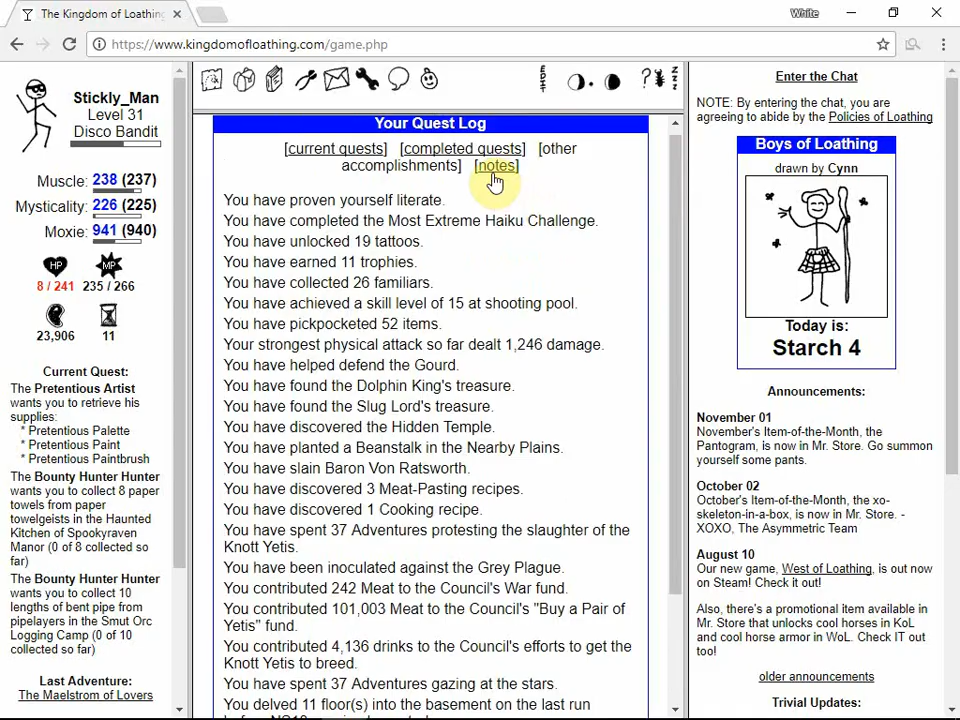 The Kingdom of Loathing
White
https://www.kingdomofloathing.com/game.php
Stickly_Man
Level 31
Disco Bandit
Muscle: 238 (237)
Mysticality: 226 (225)
Moxie: 941 (940)
HP
MP
8 / 241
235 / 266
23,906
11
Current Quest:
The Pretentious Artist
wants you to retrieve his
supplies:
* Pretentious Palette
* Pretentious Paint
* Pretentious Paintbrush
The Bounty Hunter Hunter
wants you to collect 8 paper
towels from paper
towelgeists in the Haunted
Kitchen of Spookyraven
Manor (0 of 8 collected so
far)
The Bounty Hunter Hunter
wants you to collect 10
lengths of bent pipe from
pipelayers in the Smut Orc
Logging Camp (0 of 10
collected so far)
Last Adventure:
The Maelstrom of Lovers
EDIT
? ZZZ
Your Quest Log
[current quests] [completed quests] [other
accomplishments] [notes]
You have proven yourself literate.
You have completed the Most Extreme Haiku Challenge.
You have unlocked 19 tattoos.
You have earned 11 trophies.
You have collected 26 familiars.
You have achieved a skill level of 15 at shooting pool.
You have pickpocketed 52 items.
Your strongest physical attack so far dealt 1,246 damage.
You have helped defend the Gourd.
You have found the Dolphin King's treasure.
You have found the Slug Lord's treasure.
You have discovered the Hidden Temple.
You have planted a Beanstalk in the Nearby Plains.
You have slain Baron Von Ratsworth.
You have discovered 3 Meat-Pasting recipes.
You have discovered 1 Cooking recipe.
You have spent 37 Adventures protesting the slaughter of the
Knott Yetis.
You have been inoculated against the Grey Plague.
You contributed 242 Meat to the Council's War fund.
You contributed 101,003 Meat to the Council's "Buy a Pair of
Yetis" fund.
You contributed 4,136 drinks to the Council's efforts to get the
Knott Yetis to breed.
You have spent 37 Adventures gazing at the stars.
You delved 11 floor(s) into the basement on the last run
Enter the Chat
NOTE: By entering the chat, you are
agreeing to abide by the Policies of Loathing
Boys of Loathing
drawn by Cynn
Today is:
Starch 4
Announcements:
November 01
November's Item-of-the-Month, the
Pantogram, is now in Mr. Store. Go summon
yourself some pants.
October 02
October's Item-of-the-Month, the xo-
skeleton-in-a-box, is now in Mr. Store. -
XOXO, The Asymmetric Team
August 10
Our new game, West of Loathing, is out now
on Steam! Check it out!
Also, there's a promotional item available in
Mr. Store that unlocks cool horses in KoL
and cool horse armor in WoL. Check IT out
too!
older announcements
Trivial Updates: